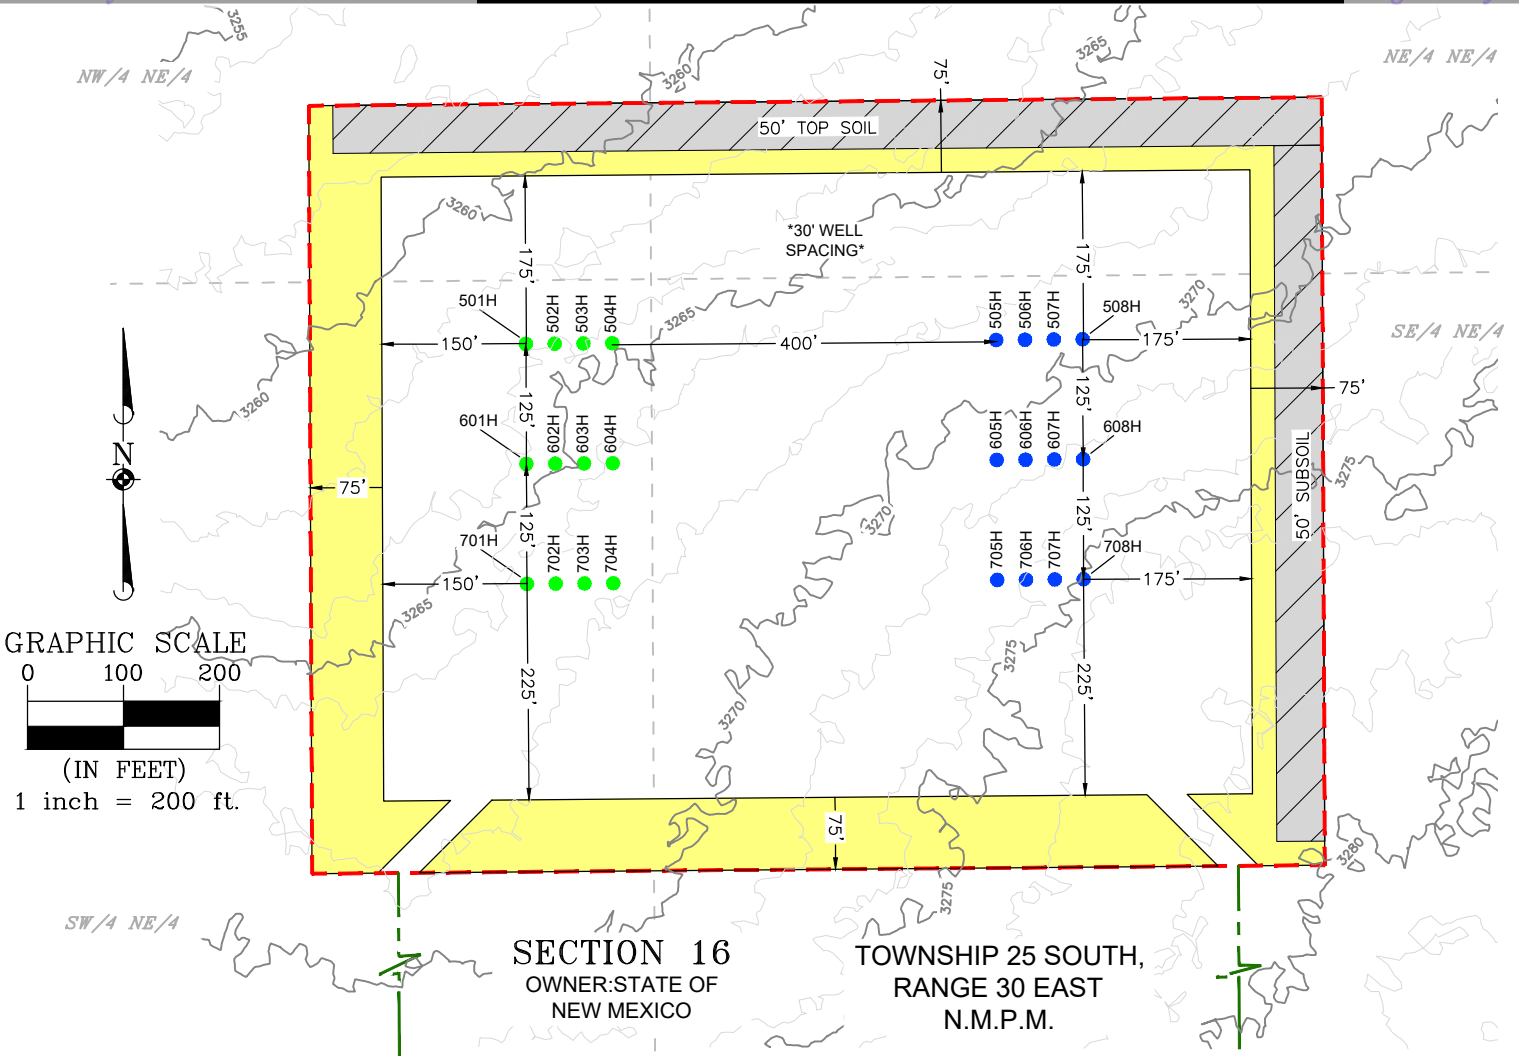 3255
3265
75'
NW/4 NE/4
3260
NE/4 NE/4
50' TOP SOIL
3260
*30' WELL
SPACING*
175'
175'
3270
501H
502H
503H
504H
3265
505H
506H
507H
508H
SE/4 NE/4
150'
400'
175'
75'
3260
125'
125'
601H
602H
603H
604H
605H
606H
607H
608H
N
75'
50' SUBSOIL
3275
3270
125'
125'
701H
702H
703H
704H
705H
706H
707H
708H
150'
175'
3265
GRAPHIC SCALE
0 100 200
3275
225'
225'
3270
(IN FEET)
1 inch = 200 ft.
75'
3280
3275
SW/4 NE/4
SECTION 16
OWNER:STATE OF
NEW MEXICO
TOWNSHIP 25 SOUTH,
RANGE 30 EAST
N.M.P.M.